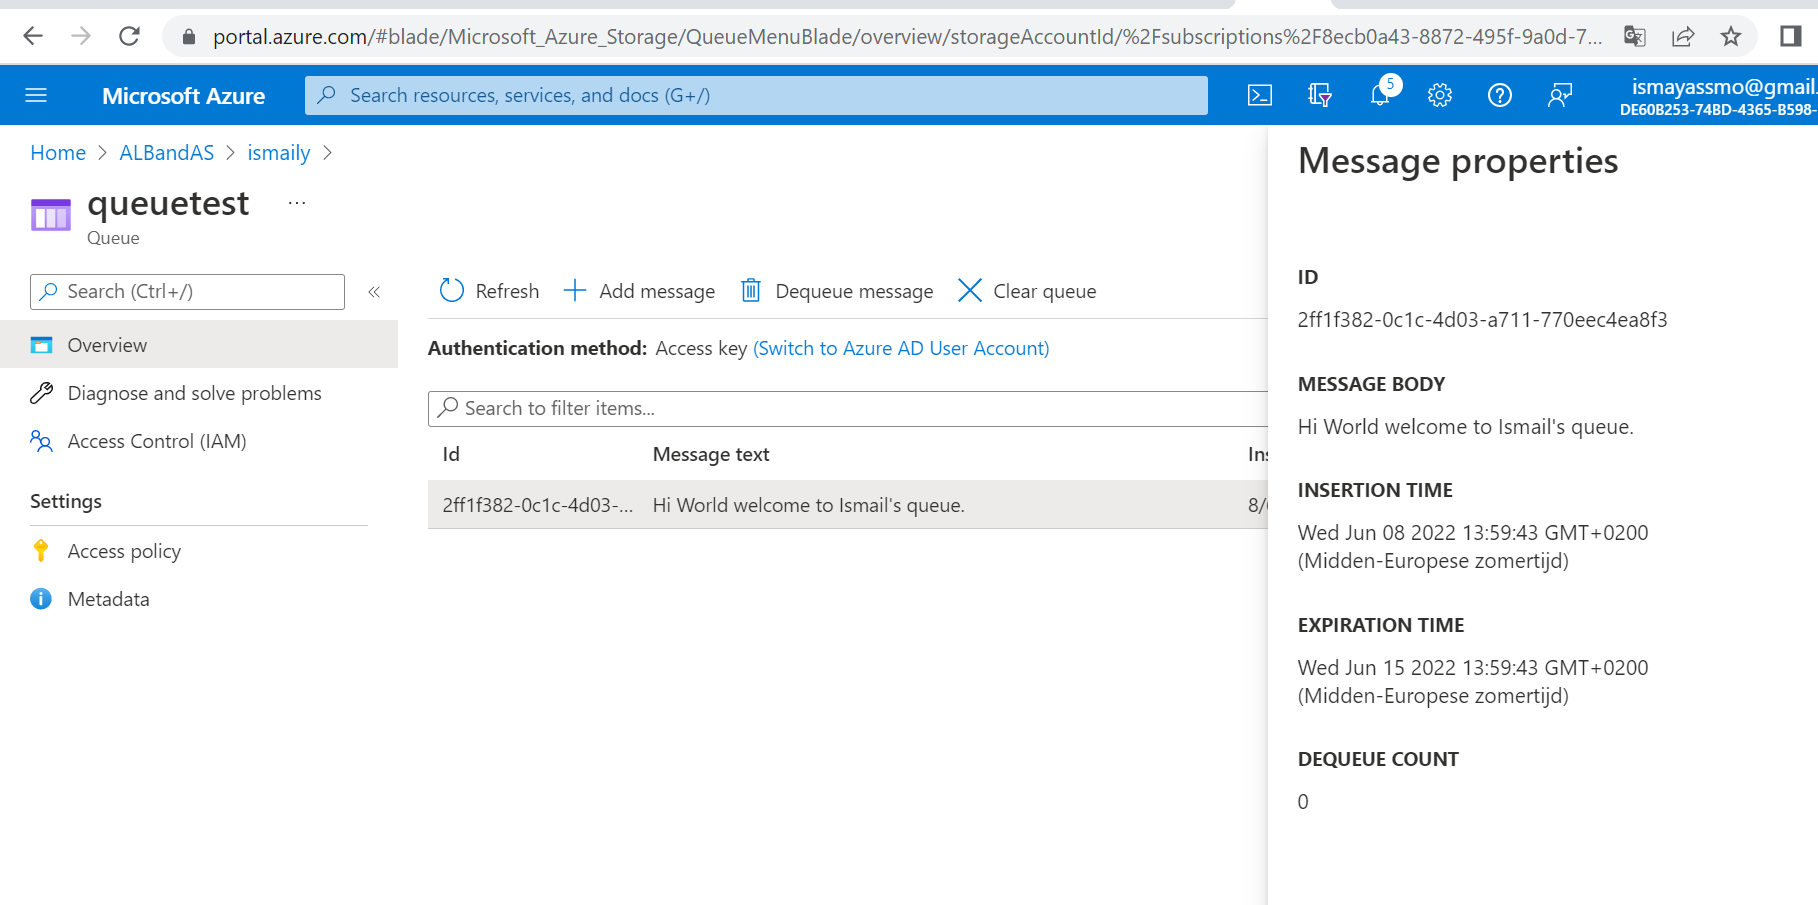 portal.azure.com/#blade/Microsoft_Azure_Storage/QueueMenuBlade/overview/storageAccountId/%2Fsubscriptions%2F8ecb0a43-8872-495f-9a0d-7...
Microsoft Azure
Search resources, services, and docs (G+/)
5
ismayassmo@gmail.
DE60B253-74BD-4365-B598-
Home > ALBandAS > ismaily >
queuetest ...
Queue
Search (Ctrl+/)
«
Overview
Diagnose and solve problems
Access Control (IAM)
Settings
Access policy
Metadata
Refresh
Add message
Dequeue message
Clear queue
Authentication method: Access key (Switch to Azure AD User Account)
Search to filter items...
Id Message text Ins
2ff1f382-0c1c-4d03-... Hi World welcome to Ismail's queue. 8/
Message properties
ID
2ff1f382-0c1c-4d03-a711-770eec4ea8f3
MESSAGE BODY
Hi World welcome to Ismail's queue.
INSERTION TIME
Wed Jun 08 2022 13:59:43 GMT+0200
(Midden-Europese zomertijd)
EXPIRATION TIME
Wed Jun 15 2022 13:59:43 GMT+0200
(Midden-Europese zomertijd)
DEQUEUE COUNT
0